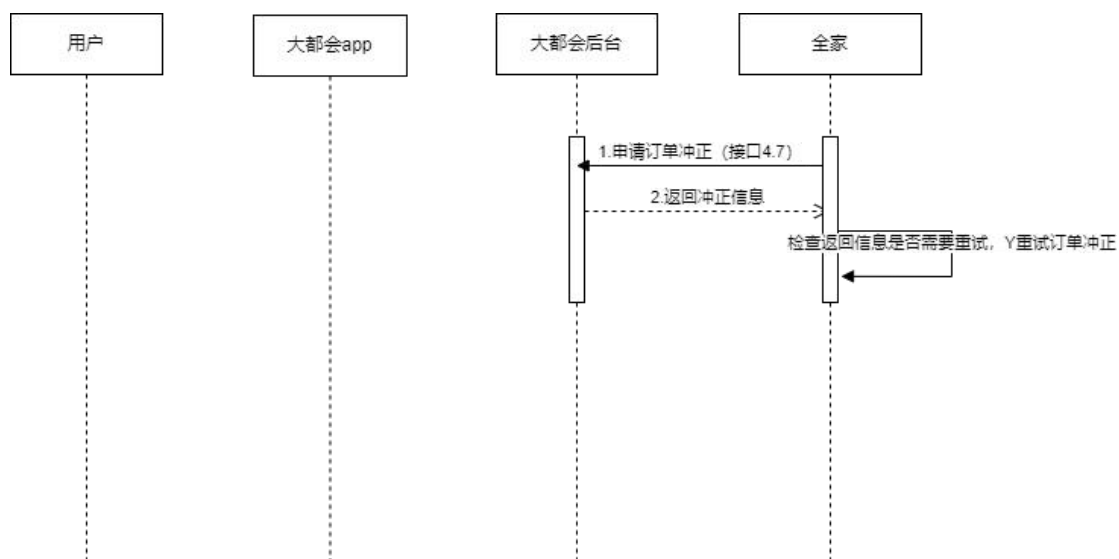 用户
大都会app
大都会后台
全家
1.申请订单冲正（接口4.7）
2.返回冲正信息
检查返回信息是否需要重试，Y重试订单冲正